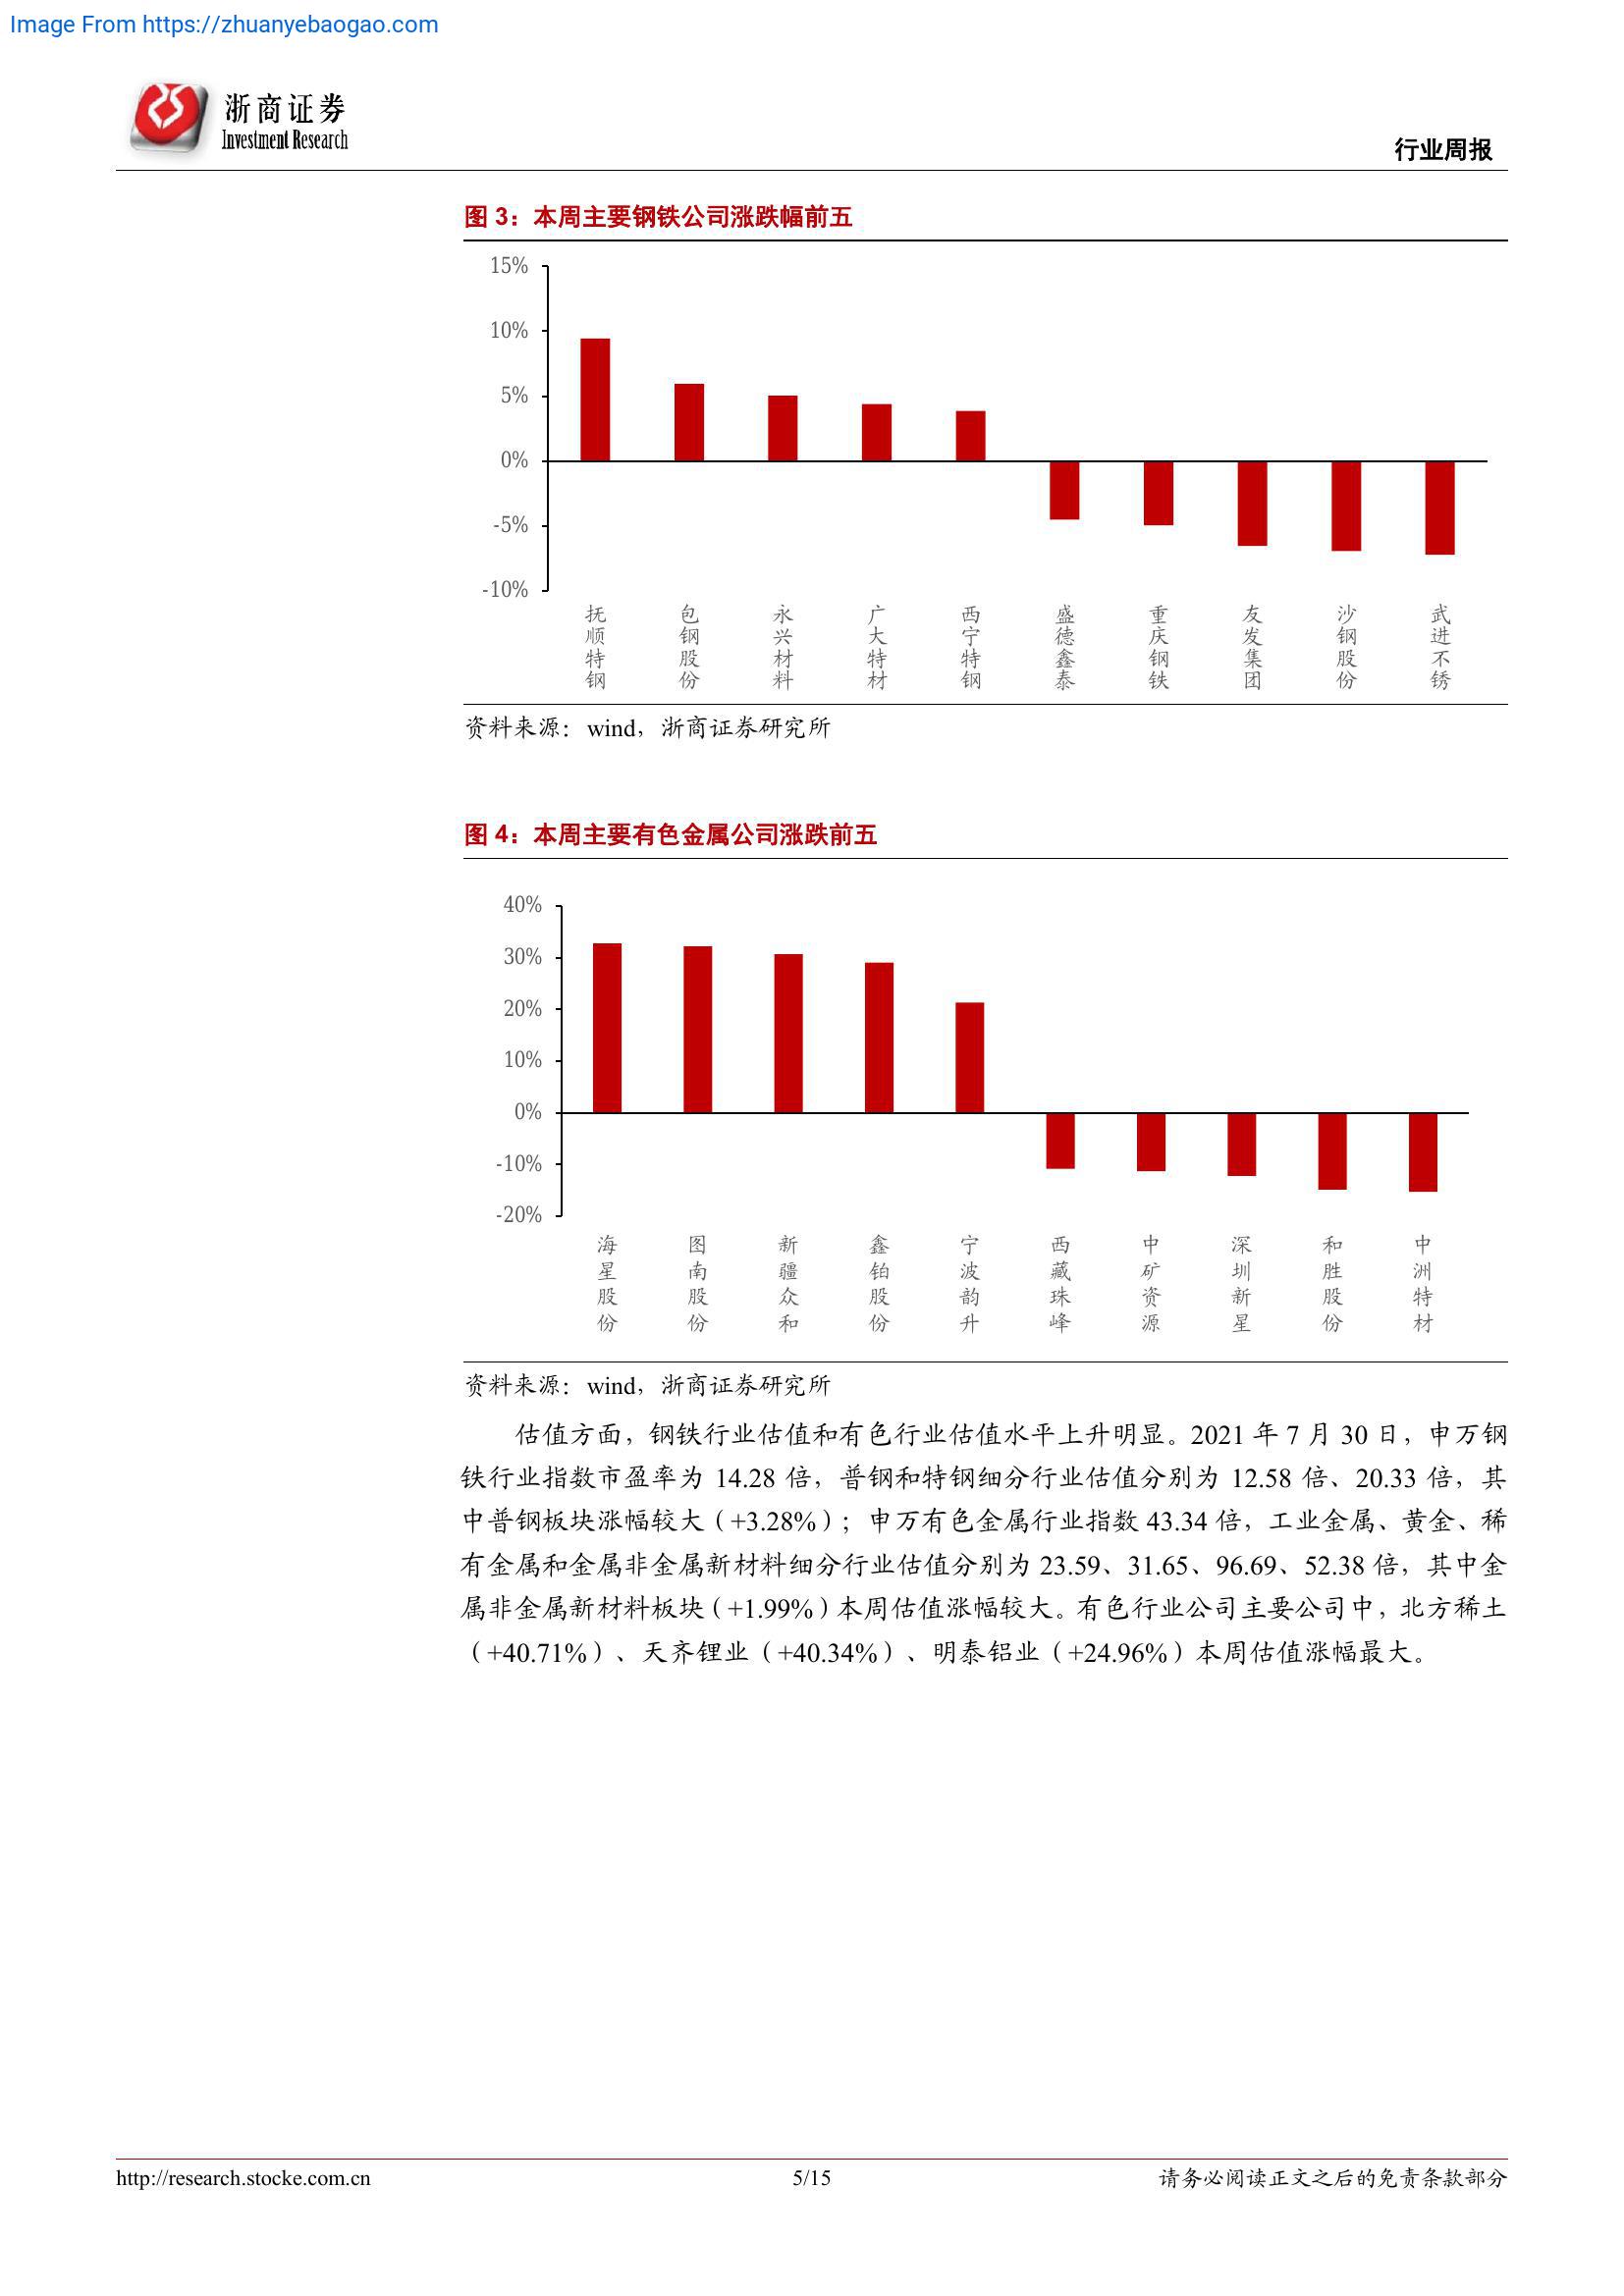 Image From https://zhuanyebaogao.com
浙商证券
Investment Research
行业周报
图 3：本周主要钢铁公司涨跌幅前五
15%
10%
5%
0%
-5%
-10%
抚顺特钢
包钢股份
永兴材料
广大特材
西宁特钢
盛德鑫泰
重庆钢铁
友发集团
沙钢股份
武进不锈
资料来源：wind，浙商证券研究所
图 4：本周主要有色金属公司涨跌前五
40%
30%
20%
10%
0%
-10%
-20%
海星股份
图南股份
新疆众和
鑫铂股份
宁波韵升
西藏珠峰
中矿资源
深圳新星
和胜股份
中洲特材
资料来源：wind，浙商证券研究所
估值方面，钢铁行业估值和有色行业估值水平上升明显。2021 年 7 月 30 日，申万钢
铁行业指数市盈率为 14.28 倍，普钢和特钢细分行业估值分别为 12.58 倍、20.33 倍，其
中普钢板块涨幅较大（+3.28%）；申万有色金属行业指数 43.34 倍，工业金属、黄金、稀
有金属和金属非金属新材料细分行业估值分别为 23.59、31.65、96.69、52.38 倍，其中金
属非金属新材料板块（+1.99%）本周估值涨幅较大。有色行业公司主要公司中，北方稀土
（+40.71%）、天齐锂业（+40.34%）、明泰铝业（+24.96%）本周估值涨幅最大。
http://research.stocke.com.cn
5/15
请务必阅读正文之后的免责条款部分